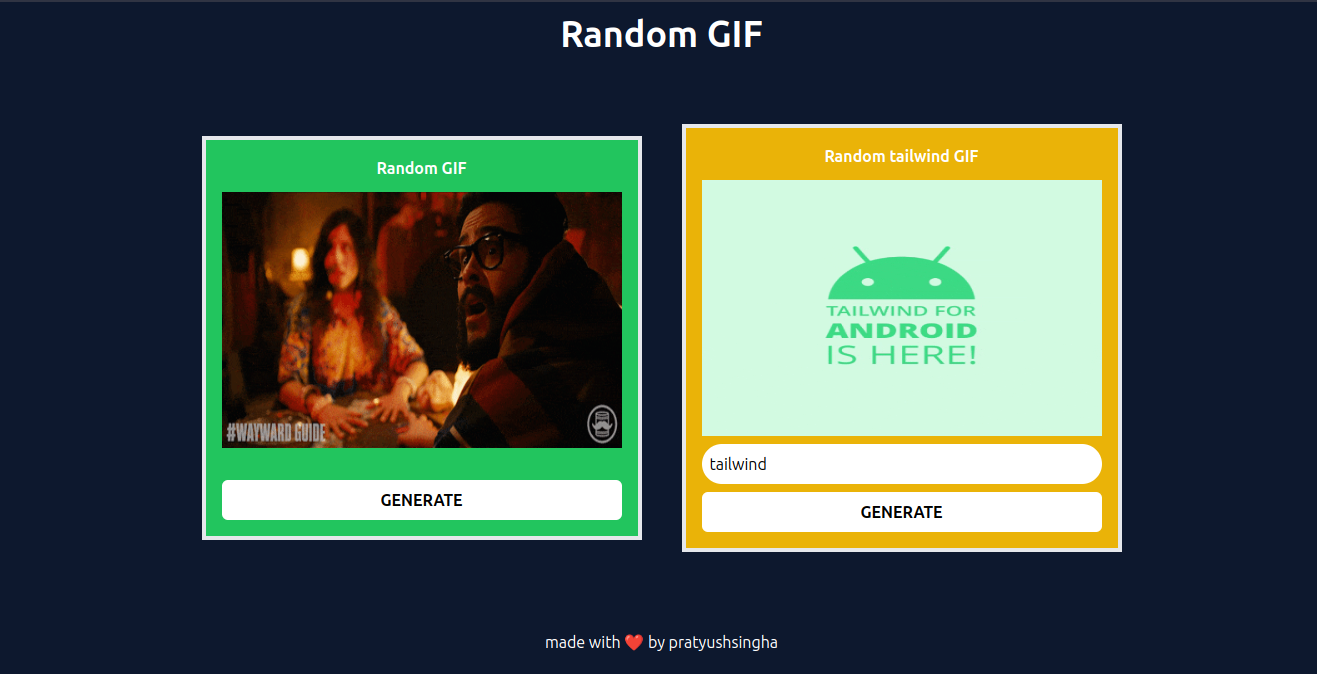 Random GIF
Random GIF
#WAYWARD GUIDE
GENERATE
Random tailwind GIF
TAILWIND FOR
ANDROID
IS HERE!
tailwind
GENERATE
made with ❤️ by pratyushsingha